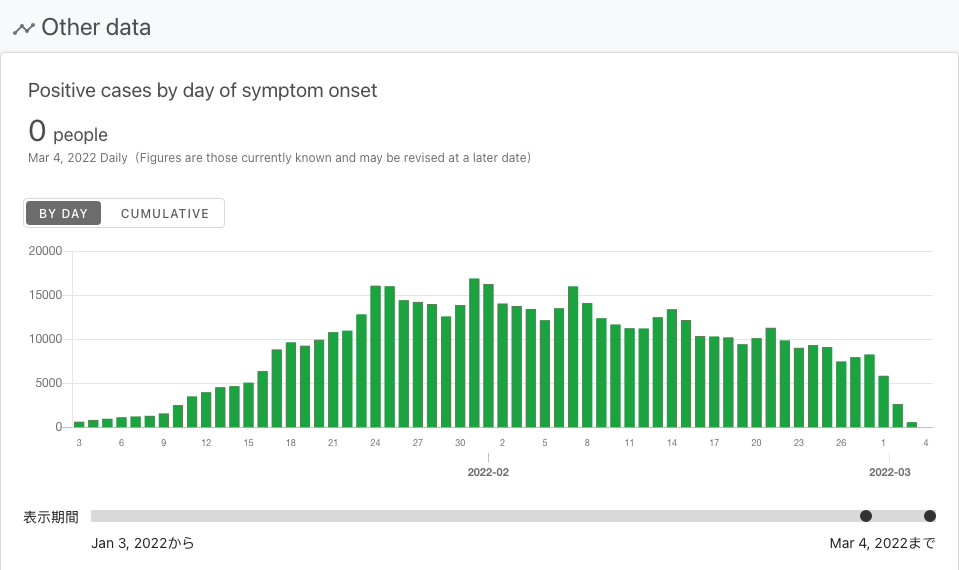 Other data
Positive cases by day of symptom onset
0 people
Mar 4, 2022 Daily（Figures are those currently known and may be revised at a later date）
BY DAY CUMULATIVE
20000
15000
10000
5000
0
3 6 9 12 15 18 21 24 27 30 2 5 8 11 14 17 20 23 26 1 4
2022-02 2022-03
表示期間
Jan 3, 2022から Mar 4, 2022まで